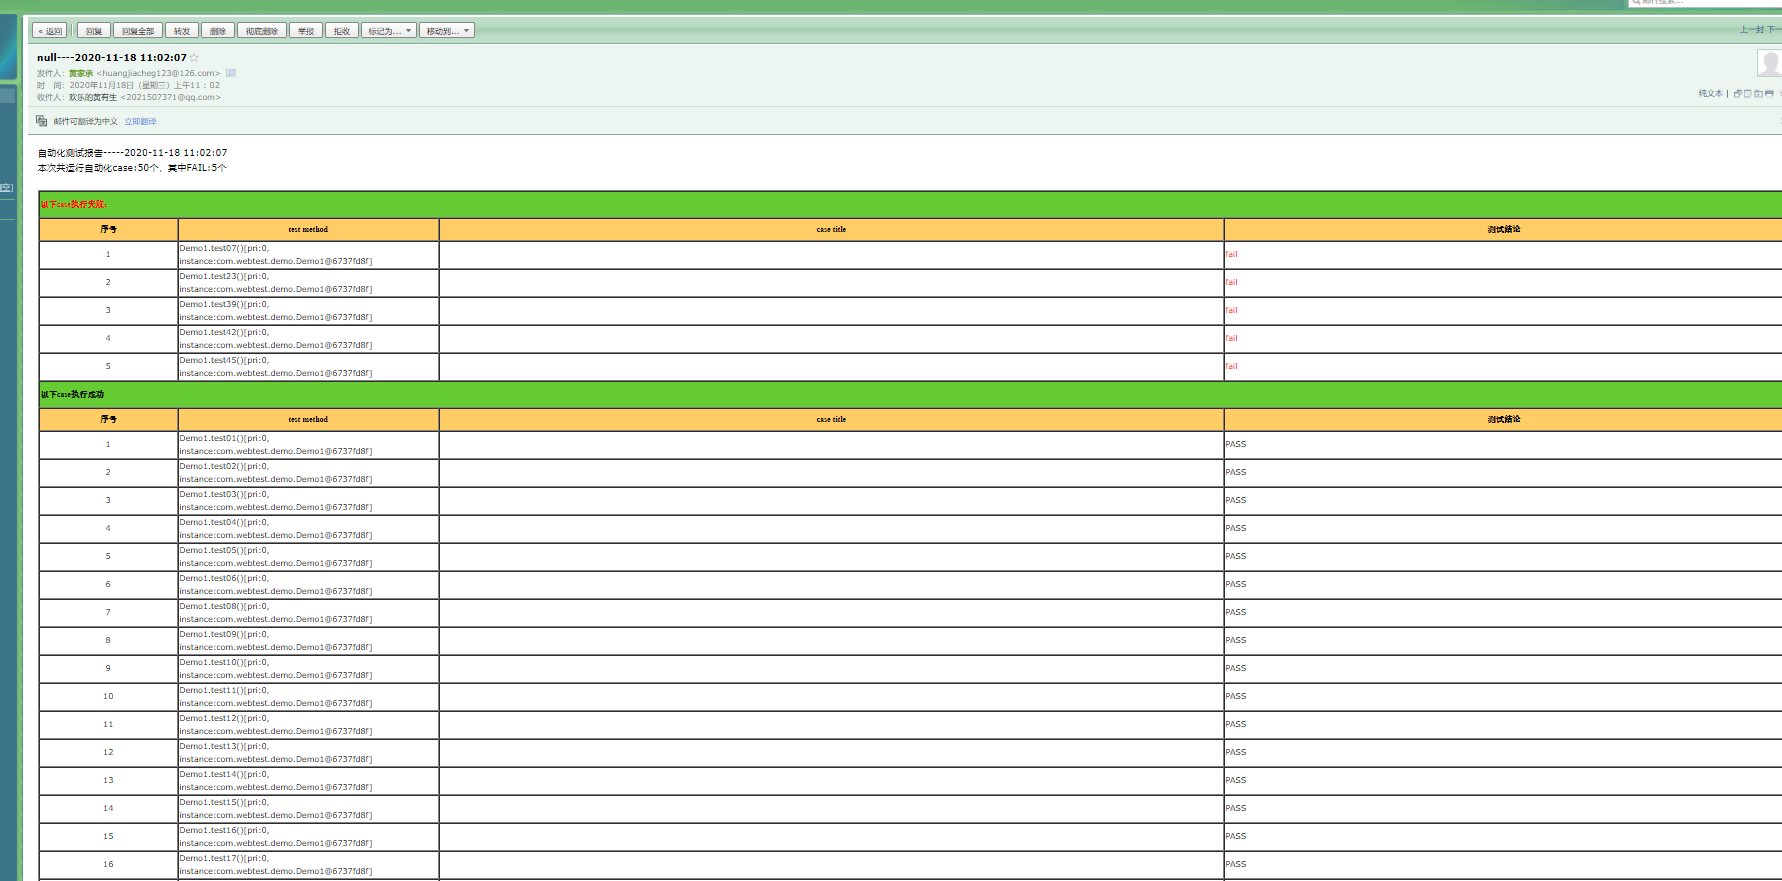 邮件搜索...
« 返回 回复 回复全部 转发 删除 彻底删除 举报 拒收 标记为... 移动到... 上一封 下一
null----2020-11-18 11:02:07
发件人：黄家承 <huangjiacheg123@126.com>
时 间：2020年11月18日（星期三）上午11：02
收件人：欢乐的黄有生 <2021507371@qq.com>
纯文本 |
邮件可翻译为中文 立即翻译
空]
自动化测试报告-----2020-11-18 11:02:07
本次共运行自动化case:50个，其中FAIL:5个
以下case执行失败：
序号 test method case title 测试结论
1 Demo1.test07()[pri:0, fail
instance:com.webtest.demo.Demo1@6737fd8f]
2 Demo1.test23()[pri:0, fail
instance:com.webtest.demo.Demo1@6737fd8f]
3 Demo1.test39()[pri:0, fail
instance:com.webtest.demo.Demo1@6737fd8f]
4 Demo1.test42()[pri:0, fail
instance:com.webtest.demo.Demo1@6737fd8f]
5 Demo1.test45()[pri:0, fail
instance:com.webtest.demo.Demo1@6737fd8f]
以下case执行成功
序号 test method case title 测试结论
1 Demo1.test01()[pri:0, PASS
instance:com.webtest.demo.Demo1@6737fd8f]
2 Demo1.test02()[pri:0, PASS
instance:com.webtest.demo.Demo1@6737fd8f]
3 Demo1.test03()[pri:0, PASS
instance:com.webtest.demo.Demo1@6737fd8f]
4 Demo1.test04()[pri:0, PASS
instance:com.webtest.demo.Demo1@6737fd8f]
5 Demo1.test05()[pri:0, PASS
instance:com.webtest.demo.Demo1@6737fd8f]
6 Demo1.test06()[pri:0, PASS
instance:com.webtest.demo.Demo1@6737fd8f]
7 Demo1.test08()[pri:0, PASS
instance:com.webtest.demo.Demo1@6737fd8f]
8 Demo1.test09()[pri:0, PASS
instance:com.webtest.demo.Demo1@6737fd8f]
9 Demo1.test10()[pri:0, PASS
instance:com.webtest.demo.Demo1@6737fd8f]
10 Demo1.test11()[pri:0, PASS
instance:com.webtest.demo.Demo1@6737fd8f]
11 Demo1.test12()[pri:0, PASS
instance:com.webtest.demo.Demo1@6737fd8f]
12 Demo1.test13()[pri:0, PASS
instance:com.webtest.demo.Demo1@6737fd8f]
13 Demo1.test14()[pri:0, PASS
instance:com.webtest.demo.Demo1@6737fd8f]
14 Demo1.test15()[pri:0, PASS
instance:com.webtest.demo.Demo1@6737fd8f]
15 Demo1.test16()[pri:0, PASS
instance:com.webtest.demo.Demo1@6737fd8f]
16 Demo1.test17()[pri:0, PASS
instance:com.webtest.demo.Demo1@6737fd8f]